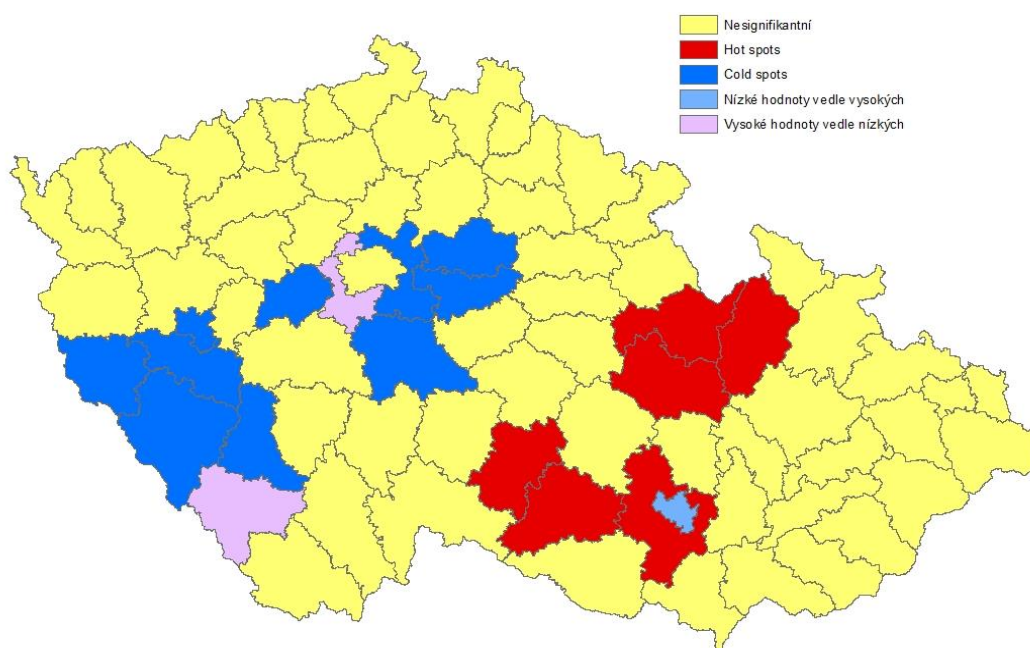 Nesignifikantní
Hot spots
Cold spots
Nízké hodnoty vedle vysokých
Vysoké hodnoty vedle nízkých